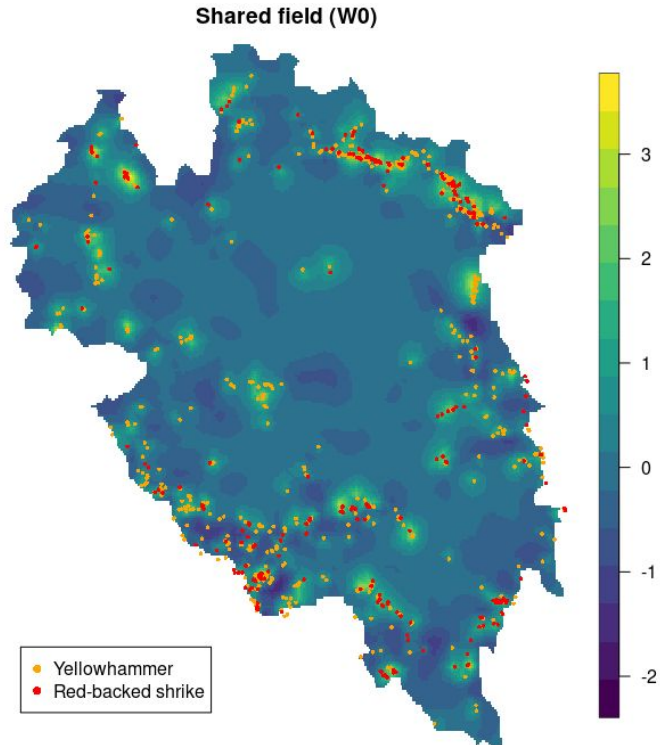 Shared field (W0)
3
2
1
0
-1
-2
Yellowhammer
Red-backed shrike